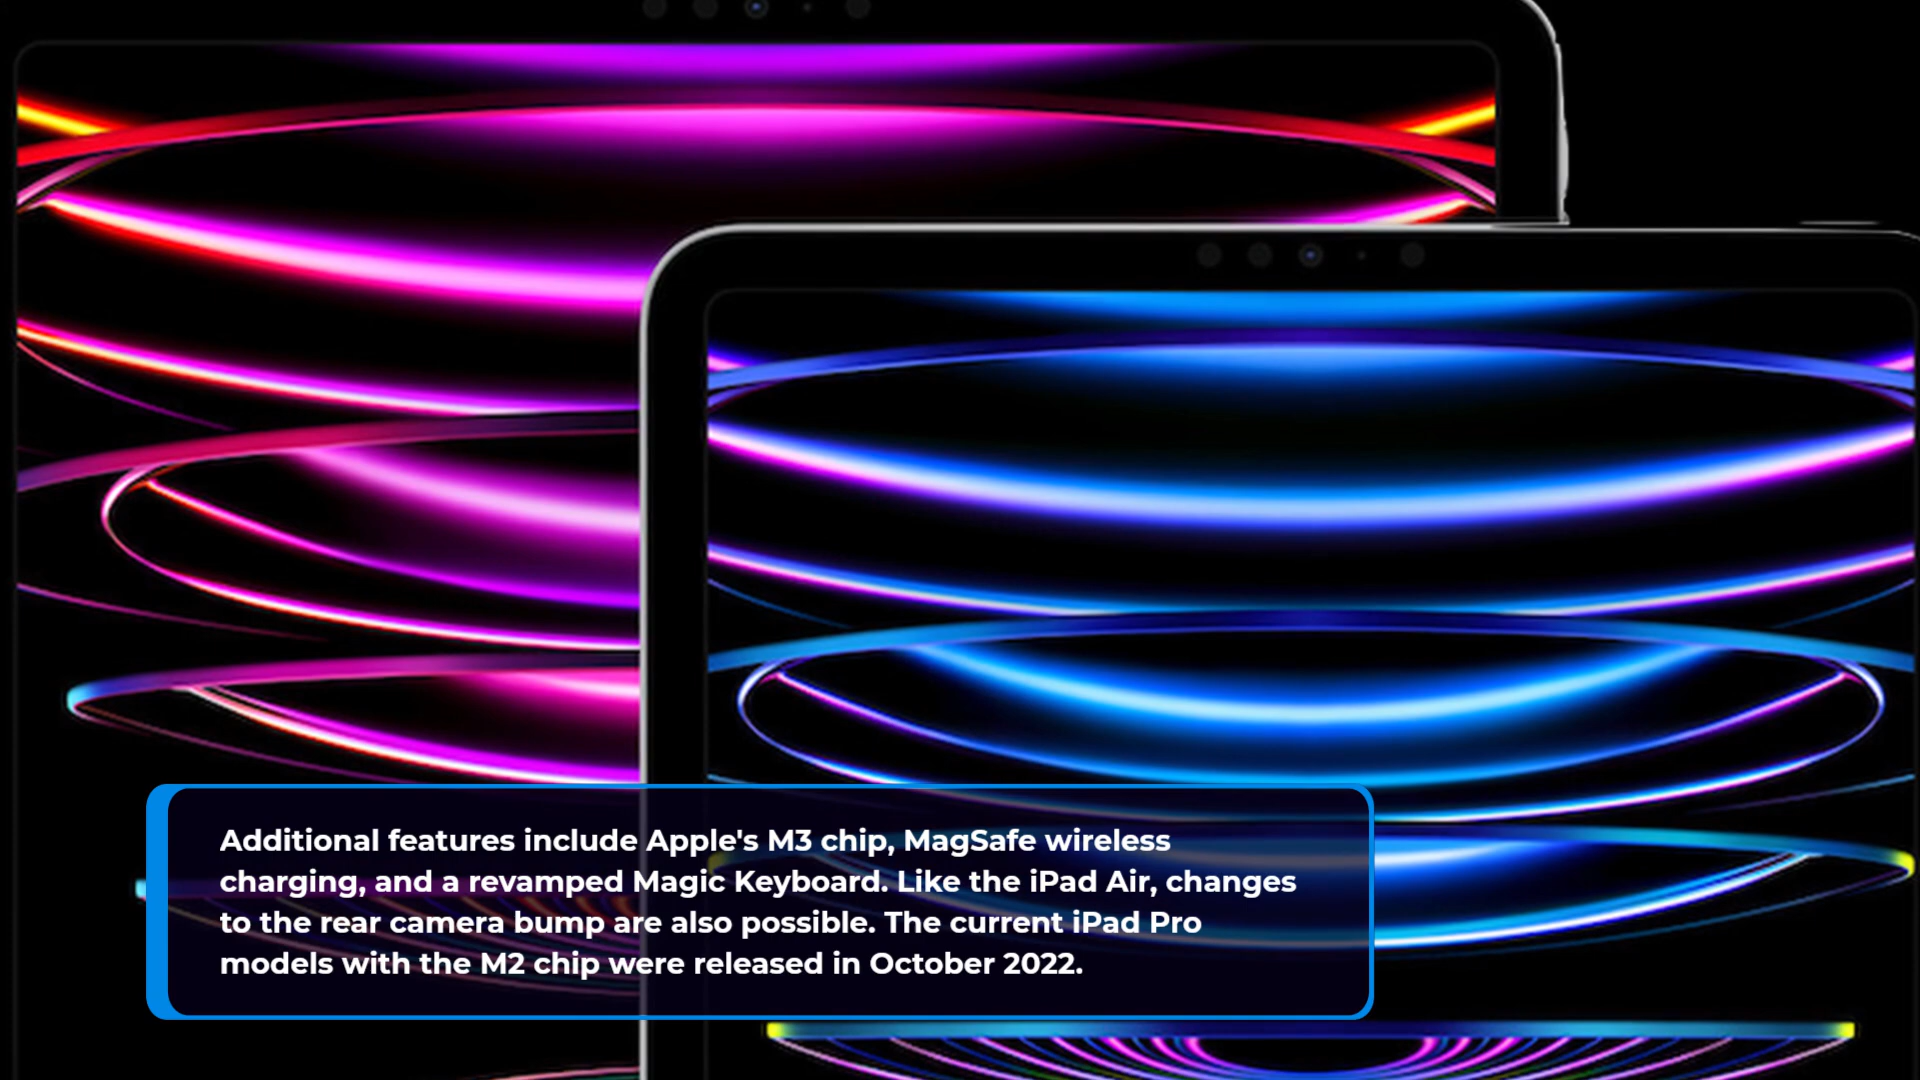 Additional features include Apple's M3 chip, MagSafe wireless
charging, and a revamped Magic Keyboard. Like the iPad Air, changes
to the rear camera bump are also possible. The current iPad Pro
models with the M2 chip were released in October 2022.